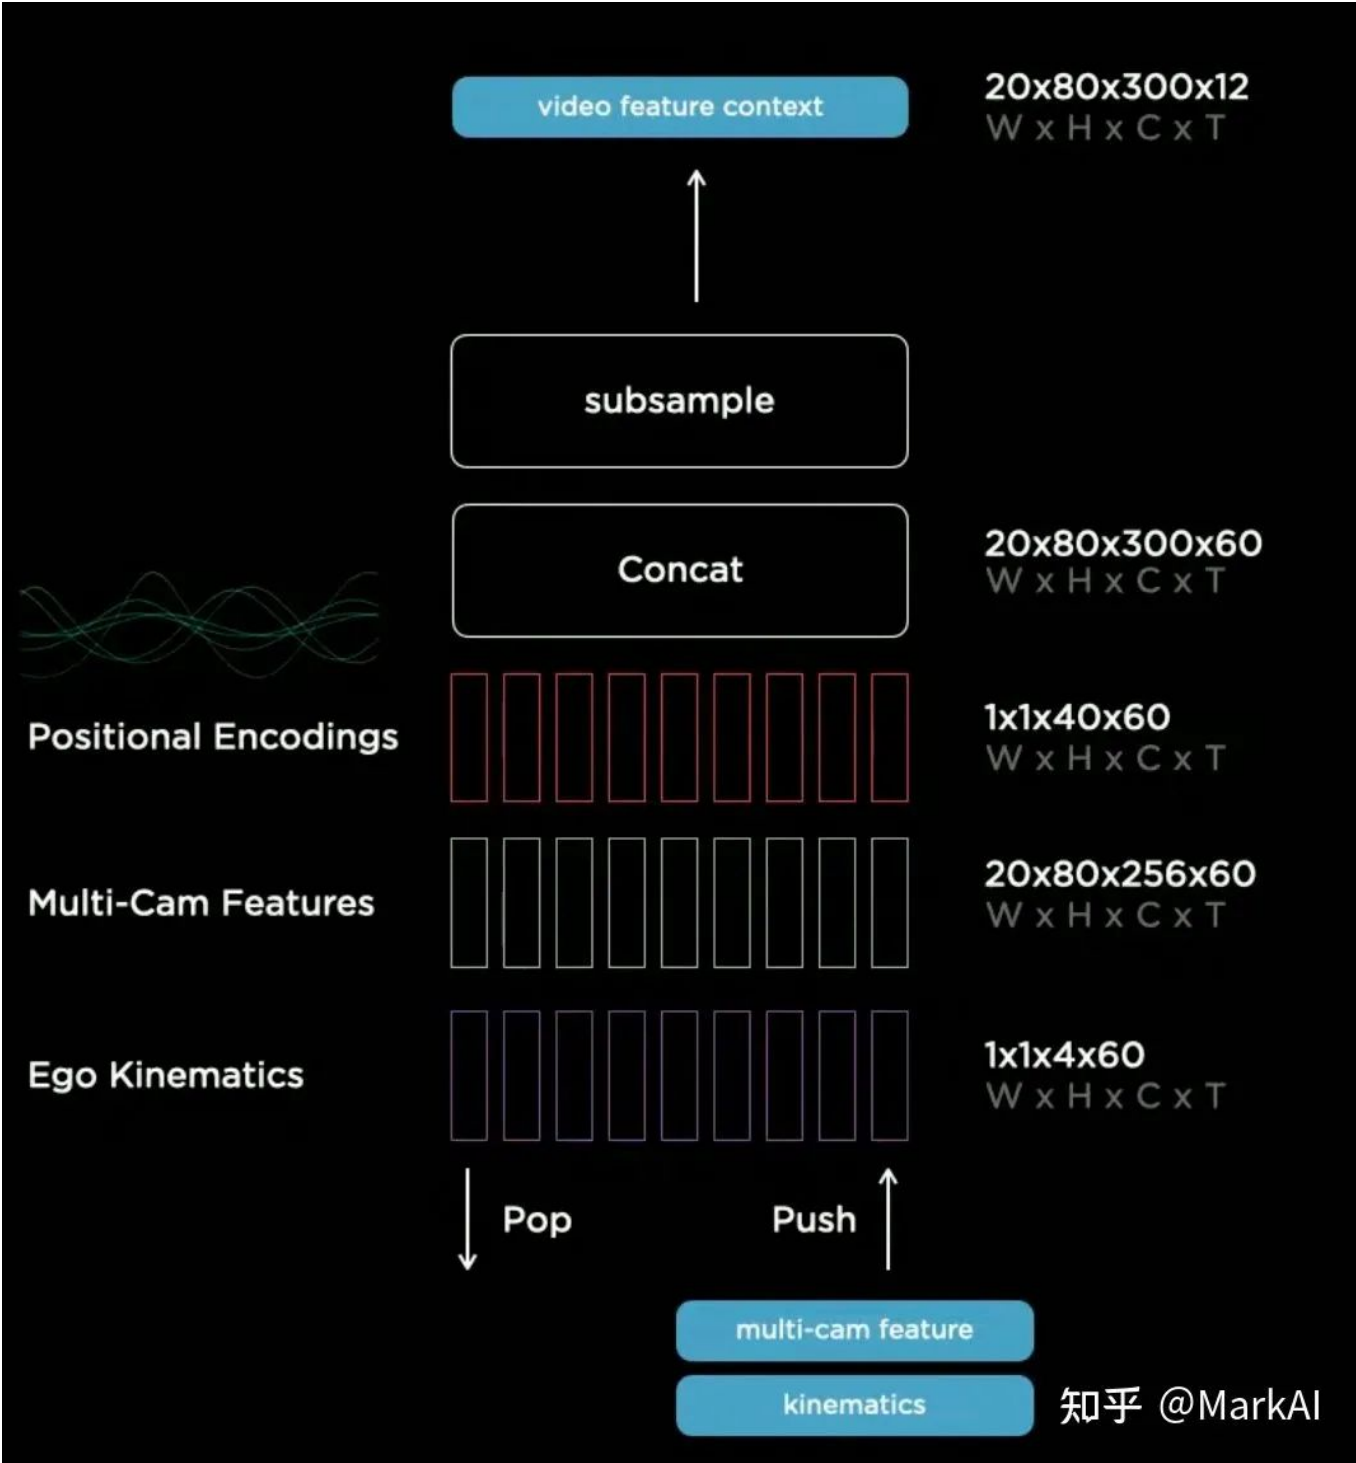 video feature context
20x80x300x12
W x H x C x T
subsample
Concat
20x80x300x60
W x H x C x T
Positional Encodings
1x1x40x60
W x H x C x T
Multi-Cam Features
20x80x256x60
W x H x C x T
Ego Kinematics
1x1x4x60
W x H x C x T
Pop
Push
multi-cam feature
kinematics
知乎 @MarkAI